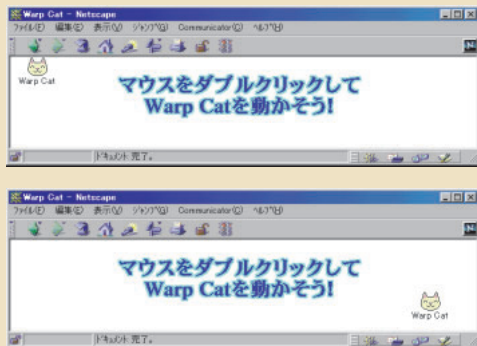 Warp Cat - Netscape
ファイル(F) 編集(E) 表示(V) ジャンプ(G) Communicator(C) ヘルプ(H)
Warp Cat
マウスをダブルクリックして
Warp Catを動かそう!
ドキュメント:完了。
Warp Cat - Netscape
ファイル(F) 編集(E) 表示(V) ジャンプ(G) Communicator(C) ヘルプ(H)
マウスをダブルクリックして
Warp Catを動かそう!
Warp Cat
ドキュメント:完了。